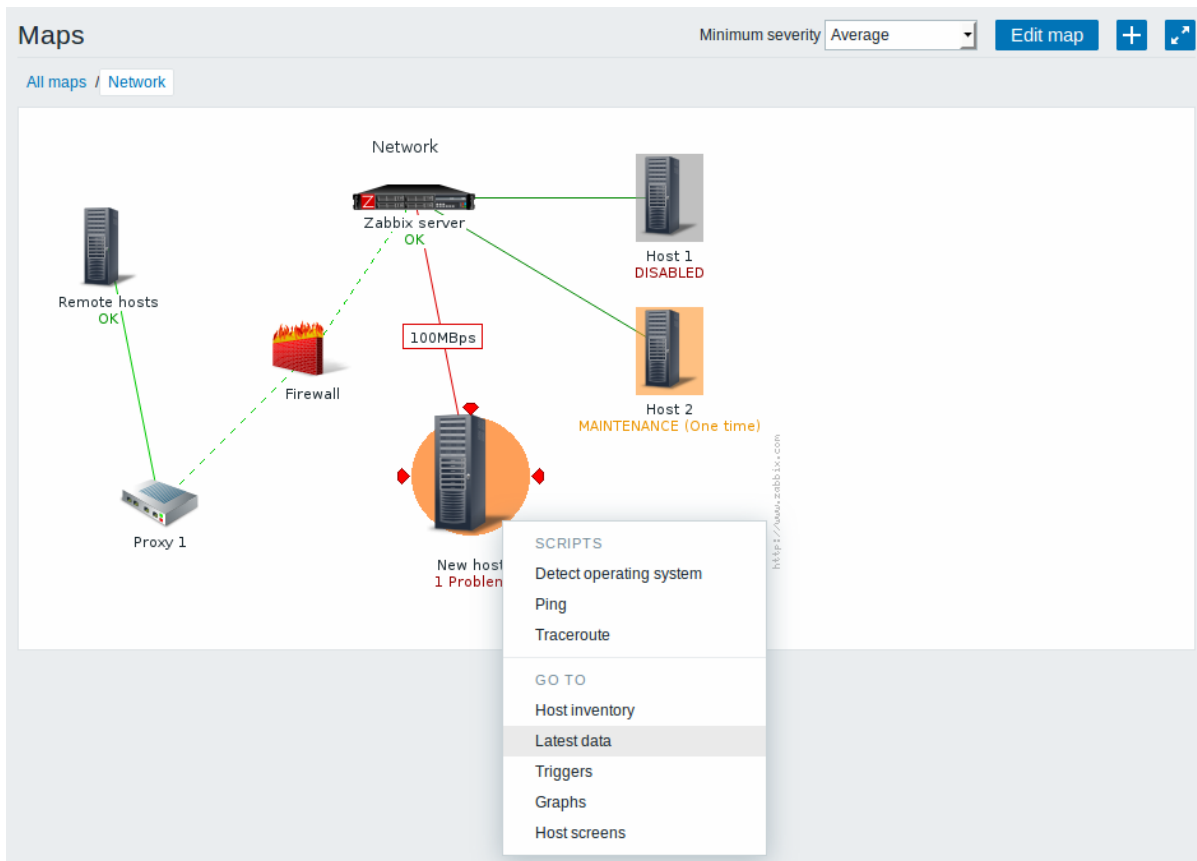 Maps
Minimum severity Average
Edit map
All maps / Network
Network
Z
Zabbix server
OK
Host 1
DISABLED
Remote hosts
OK
100MBps
Firewall
Host 2
MAINTENANCE (One time)
http://www.zabbix.com
Proxy 1
New host
1 Problem
SCRIPTS
Detect operating system
Ping
Traceroute
GO TO
Host inventory
Latest data
Triggers
Graphs
Host screens